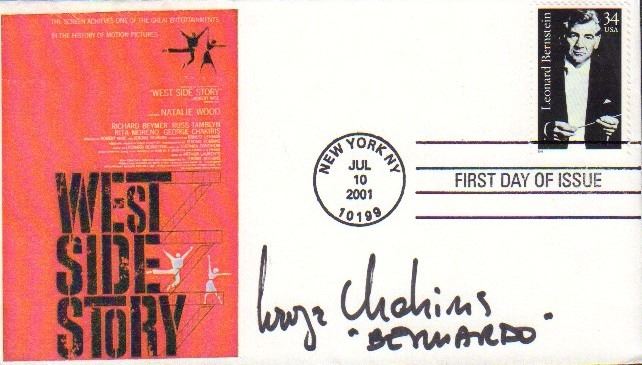 THE SCREEN ACHIEVES ONE OF THE GREAT ENTERTAINMENTS
IN THE HISTORY OF MOTION PICTURES
"WEST SIDE STORY"
NATALIE WOOD
RICHARD BEYMER RUSS TAMBLYN
RITA MORENO GEORGE CHAKIRIS
WEST
SIDE
STORY
Leonard Bernstein
34
USA
NEW YORK NY
JUL
10
2001
10199
FIRST DAY OF ISSUE
George Chakiris
"BERNARDO"